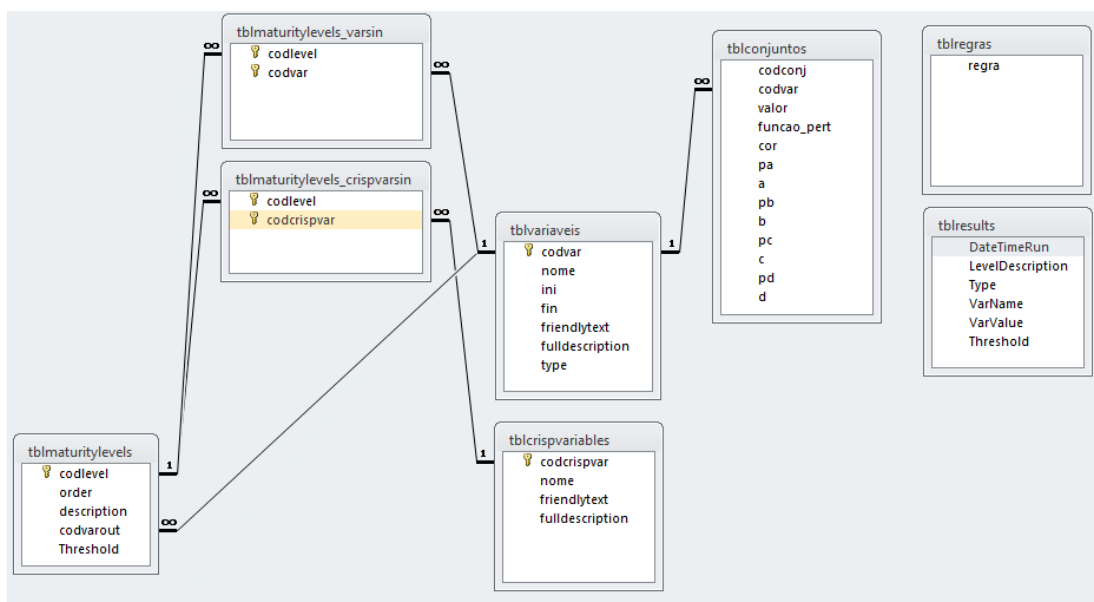 tblmaturitylevels_varsin
codlevel
codvar
∞
∞
tblmaturitylevels_crispvarsin
codlevel
codcrispvar
∞
∞
tblmaturitylevels
codlevel
order
description
codvarout
Threshold
1
∞
tblvariaveis
codvar
nome
ini
fin
friendlytext
fulldescription
type
1
1
tblcrispvariables
codcrispvar
nome
friendlytext
fulldescription
1
tblconjuntos
codconj
codvar
valor
funcao_pert
cor
pa
a
pb
b
pc
c
pd
d
∞
tblregras
regra
tblresults
DateTimeRun
LevelDescription
Type
VarName
VarValue
Threshold